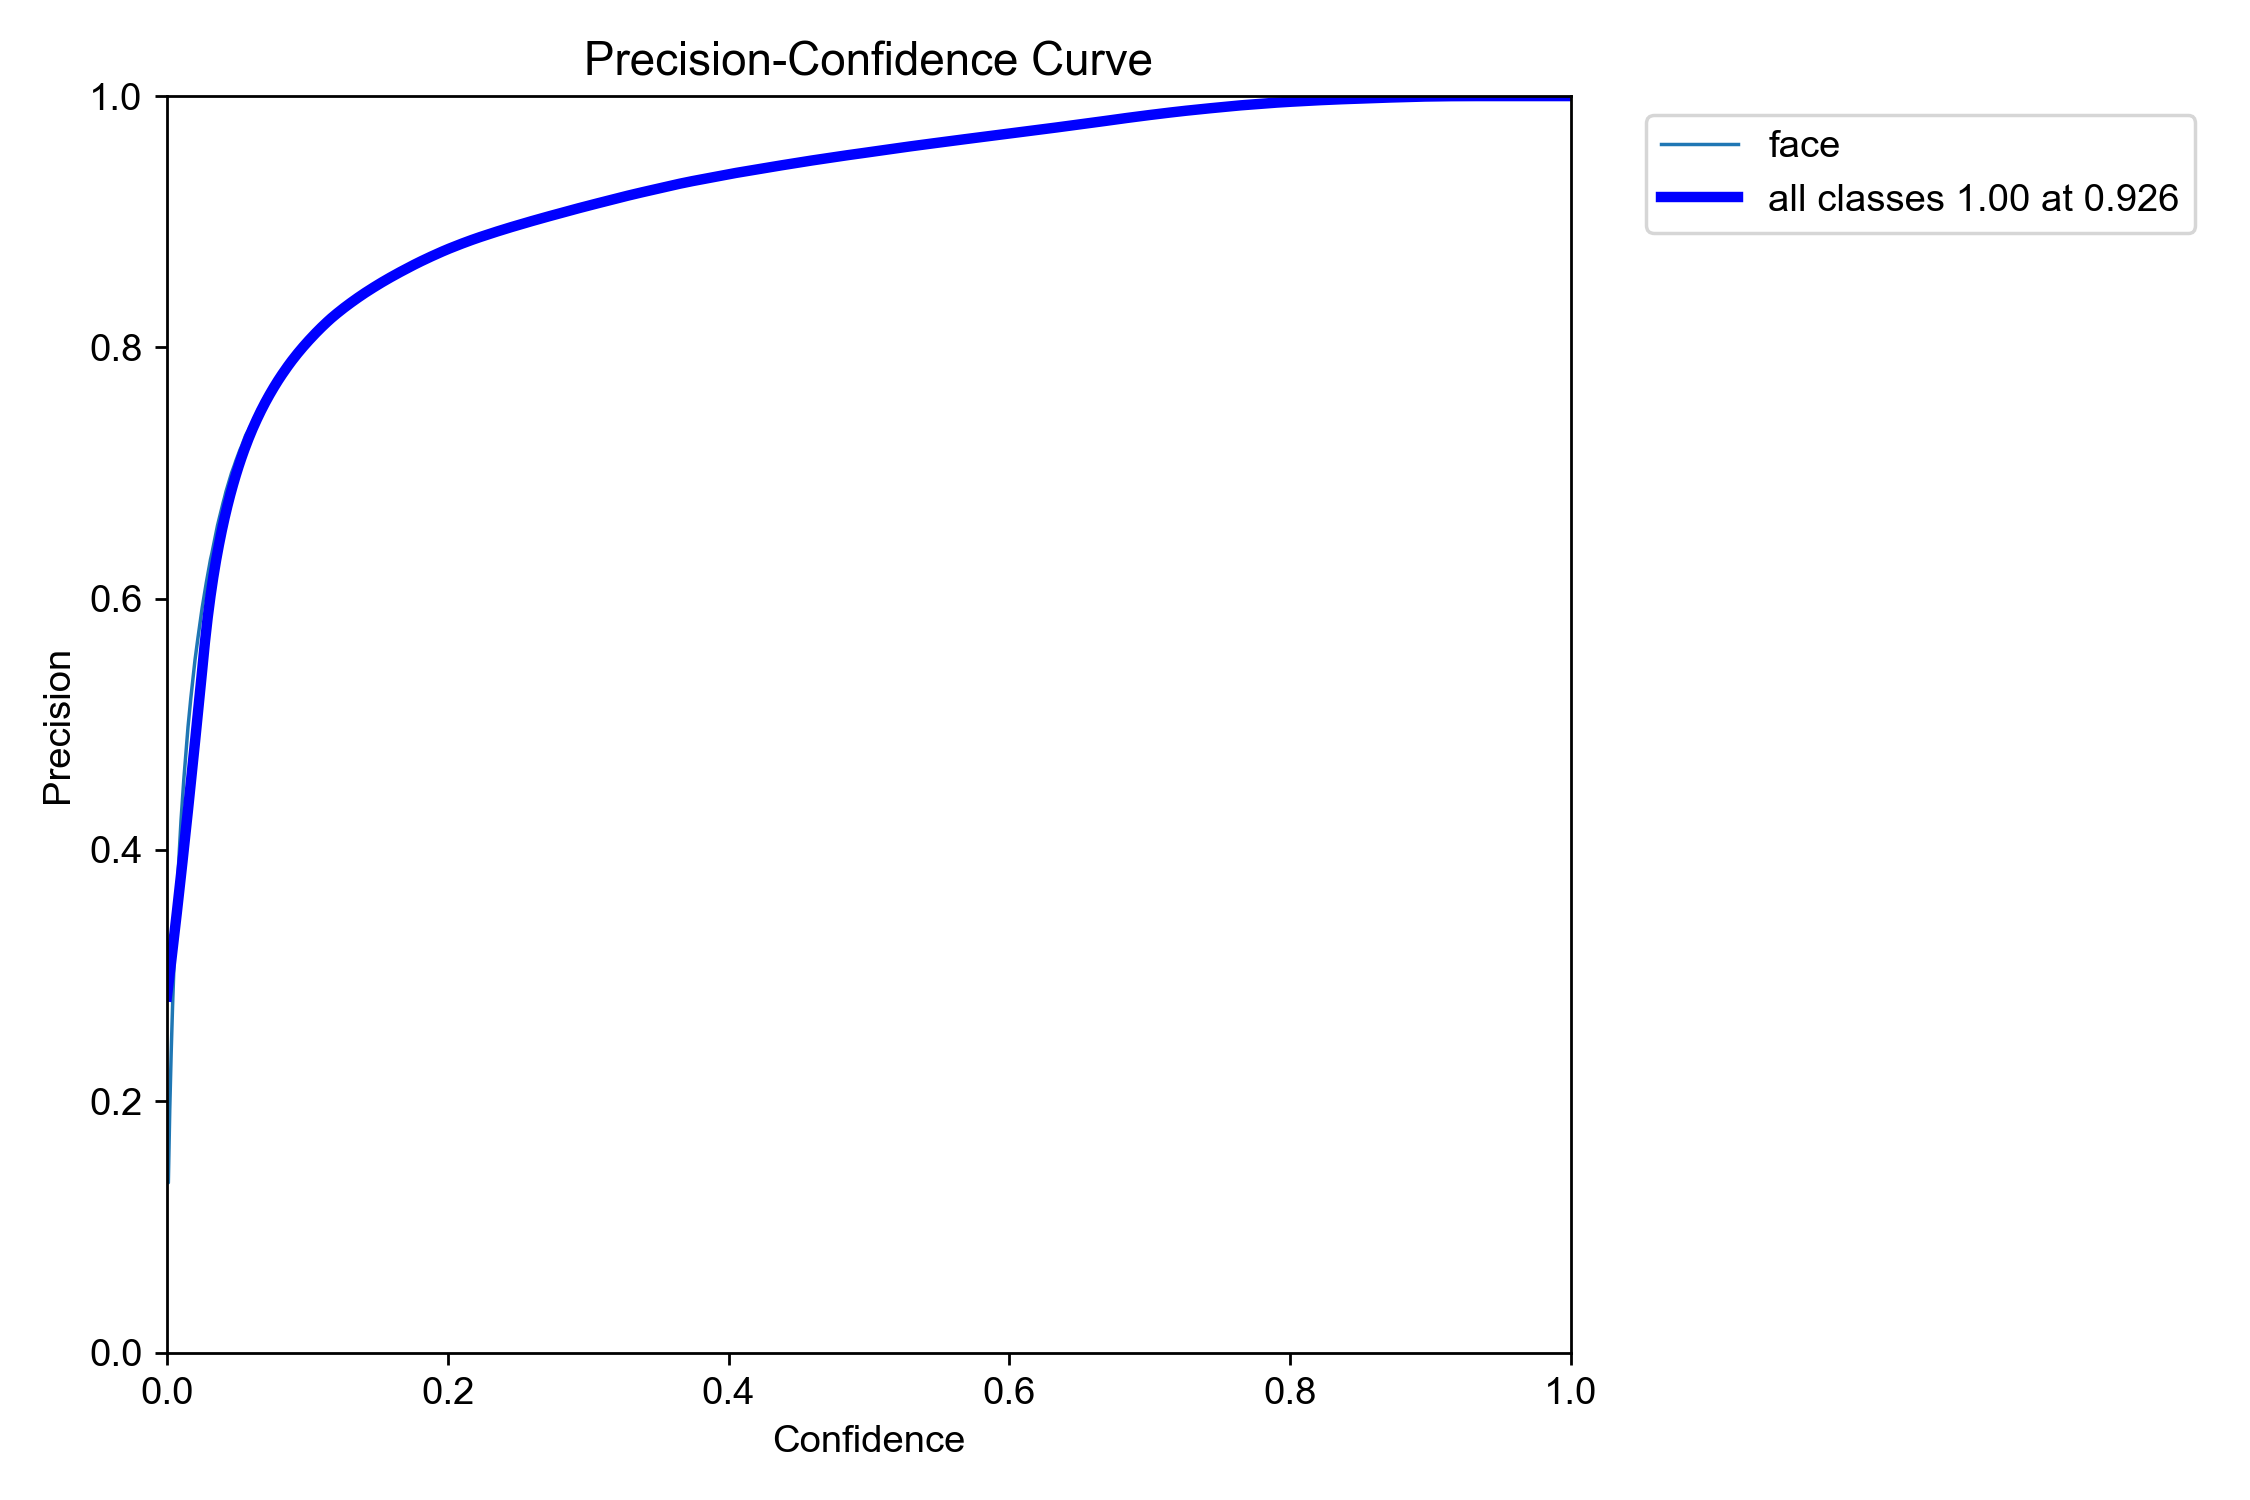 Precision-Confidence Curve
1.0
0.8
0.6
0.4
0.2
0.0
Precision
0.0 0.2 0.4 0.6 0.8 1.0
Confidence
face
all classes 1.00 at 0.926